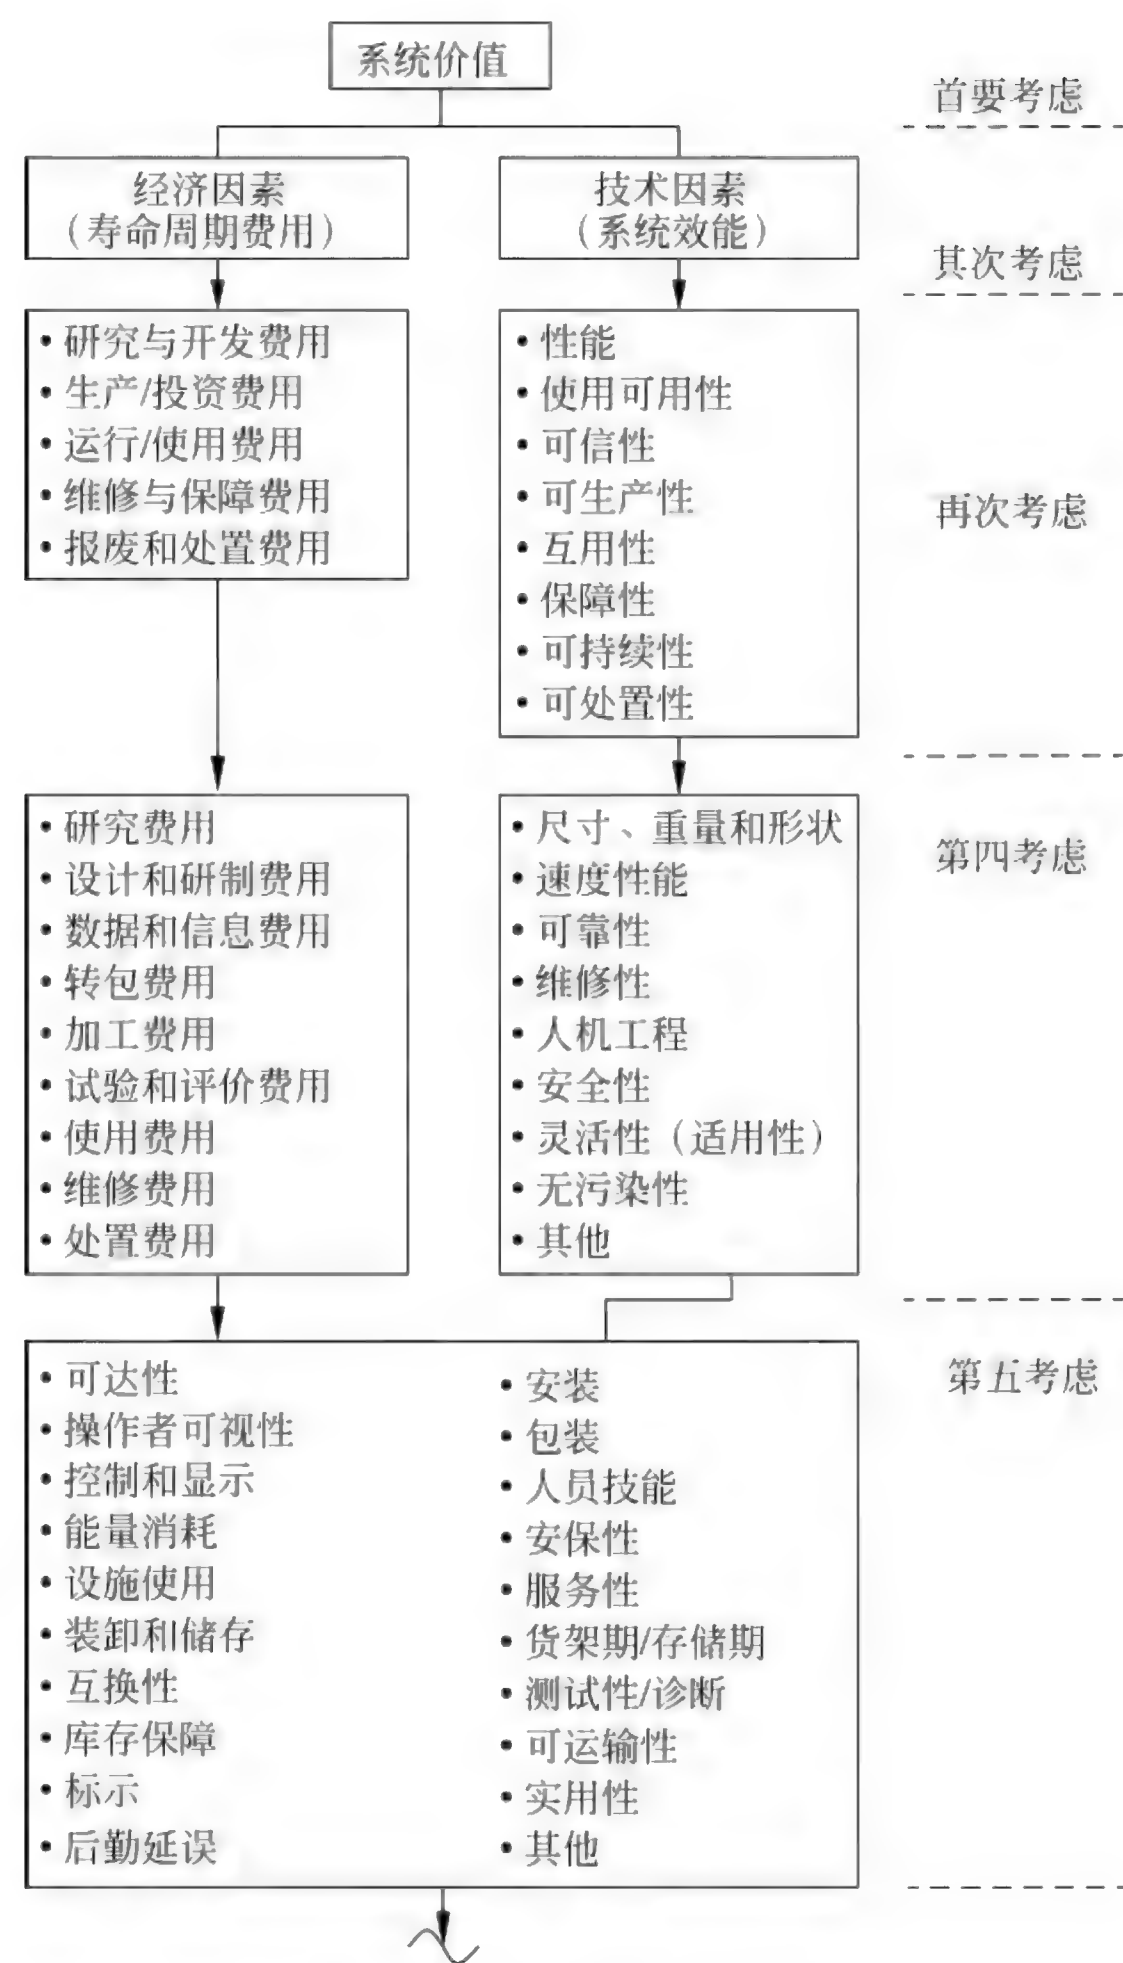 系统价值
首要考虑
经济因素
（寿命周期费用）
技术因素
（系统效能）
其次考虑
• 研究与开发费用
• 生产/投资费用
• 运行/使用费用
• 维修与保障费用
• 报废和处置费用
• 性能
• 使用可用性
• 可信性
• 可生产性
• 互用性
• 保障性
• 可持续性
• 可处置性
再次考虑
• 研究费用
• 设计和研制费用
• 数据和信息费用
• 转包费用
• 加工费用
• 试验和评价费用
• 使用费用
• 维修费用
• 处置费用
• 尺寸、重量和形状
• 速度性能
• 可靠性
• 维修性
• 人机工程
• 安全性
• 灵活性（适用性）
• 无污染性
• 其他
第四考虑
• 可达性
• 操作者可视性
• 控制和显示
• 能量消耗
• 设施使用
• 装卸和储存
• 互换性
• 库存保障
• 标示
• 后勤延误
• 安装
• 包装
• 人员技能
• 安保性
• 服务性
• 货架期/存储期
• 测试性/诊断
• 可运输性
• 实用性
• 其他
第五考虑